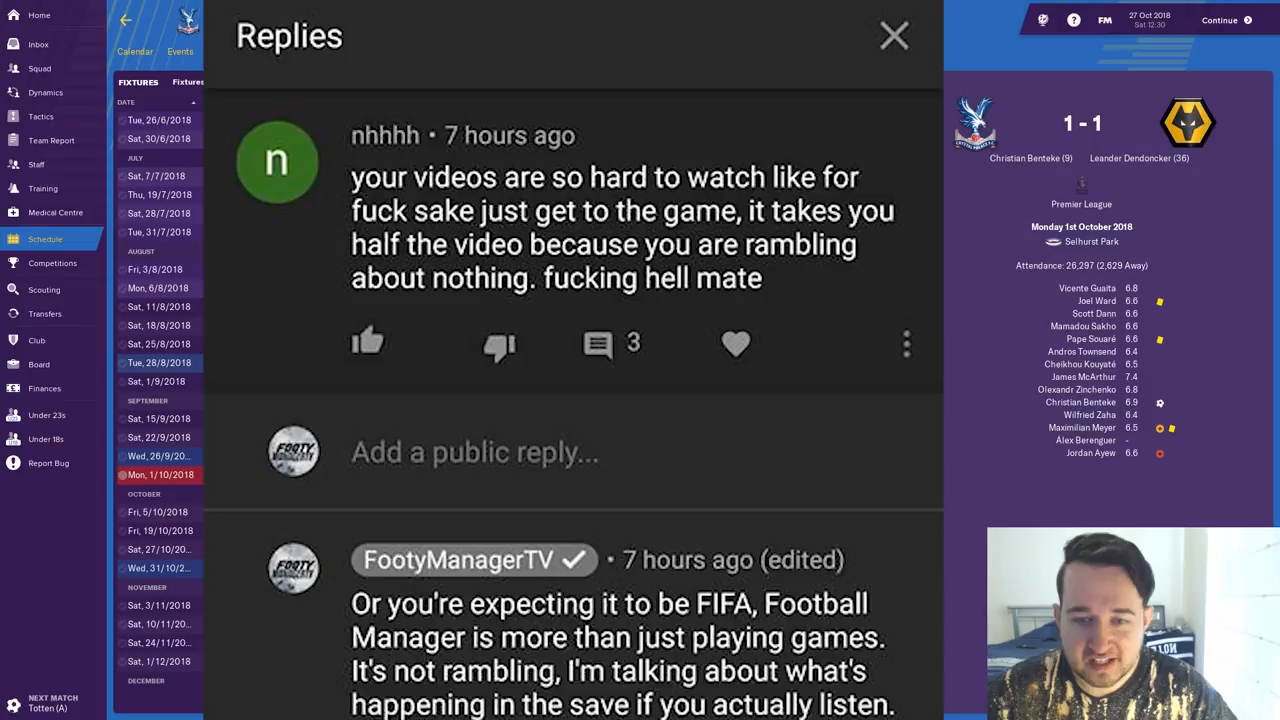 Home
Inbox
Squad
Dynamics
Tactics
Team Report
Staff
Training
Medical Centre
Schedule
Competitions
Scouting
Transfers
Club
Board
Finances
Under 23s
Under 18s
Report Bug
NEXT MATCH
Totten (A)
Calendar Events
FIXTURES Fixtures
DATE
Tue, 26/6/2018
Sat, 30/6/2018
JULY
Sat, 7/7/2018
Thu, 19/7/2018
Sat, 28/7/2018
Tue, 31/7/2018
AUGUST
Fri, 3/8/2018
Mon, 6/8/2018
Sat, 11/8/2018
Sat, 18/8/2018
Sat, 25/8/2018
Tue, 28/8/2018
Sat, 1/9/2018
SEPTEMBER
Sat, 15/9/2018
Sat, 22/9/2018
Wed, 26/9/20...
Mon, 1/10/2018
OCTOBER
Fri, 5/10/2018
Fri, 19/10/2018
Sat, 27/10/20...
Wed, 31/10/2...
NOVEMBER
Sat, 3/11/2018
Sat, 10/11/20...
Sat, 24/11/20...
Sat, 1/12/2018
DECEMBER
Replies
n
nhhhh • 7 hours ago
your videos are so hard to watch like for
fuck sake just get to the game, it takes you
half the video because you are rambling
about nothing. fucking hell mate
3
FOOTY
Add a public reply...
FootyManagerTV • 7 hours ago (edited)
Or you're expecting it to be FIFA, Football
Manager is more than just playing games.
It's not rambling, I'm talking about what's
happening in the save if you actually listen.
? FM
27 Oct 2018
Sat 12:30
Continue
1 - 1
Christian Benteke (9) Leander Dendoncker (36)
Premier League
Monday 1st October 2018
Selhurst Park
Attendance: 26,297 (2,629 Away)
Vicente Guaita 6.8
Joel Ward 6.6
Scott Dann 6.6
Mamadou Sakho 6.6
Pape Souaré 6.6
Andros Townsend 6.4
Cheikhou Kouyaté 6.5
James McArthur 7.4
Olexandr Zinchenko 6.8
Christian Benteke 6.9
Wilfried Zaha 6.4
Maximilian Meyer 6.5
Álex Berenguer -
Jordan Ayew 6.6